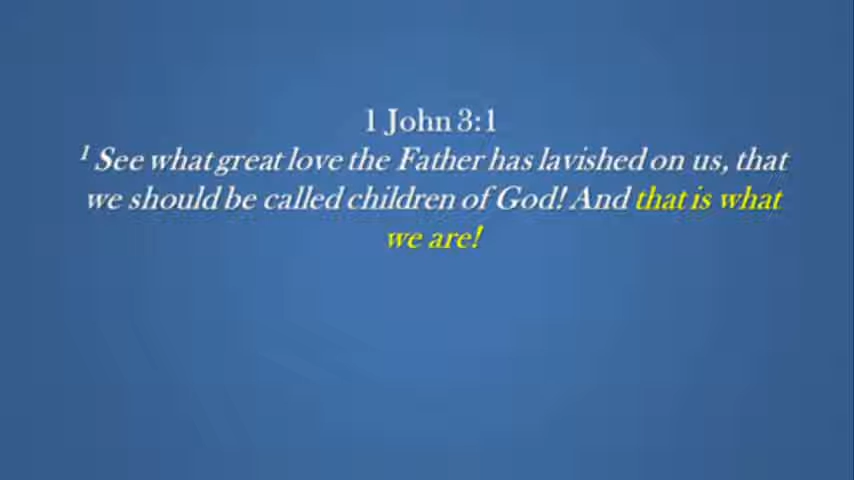 1 John 3:1
¹ See what great love the Father has lavished on us, that
we should be called children of God! And that is what
we are!